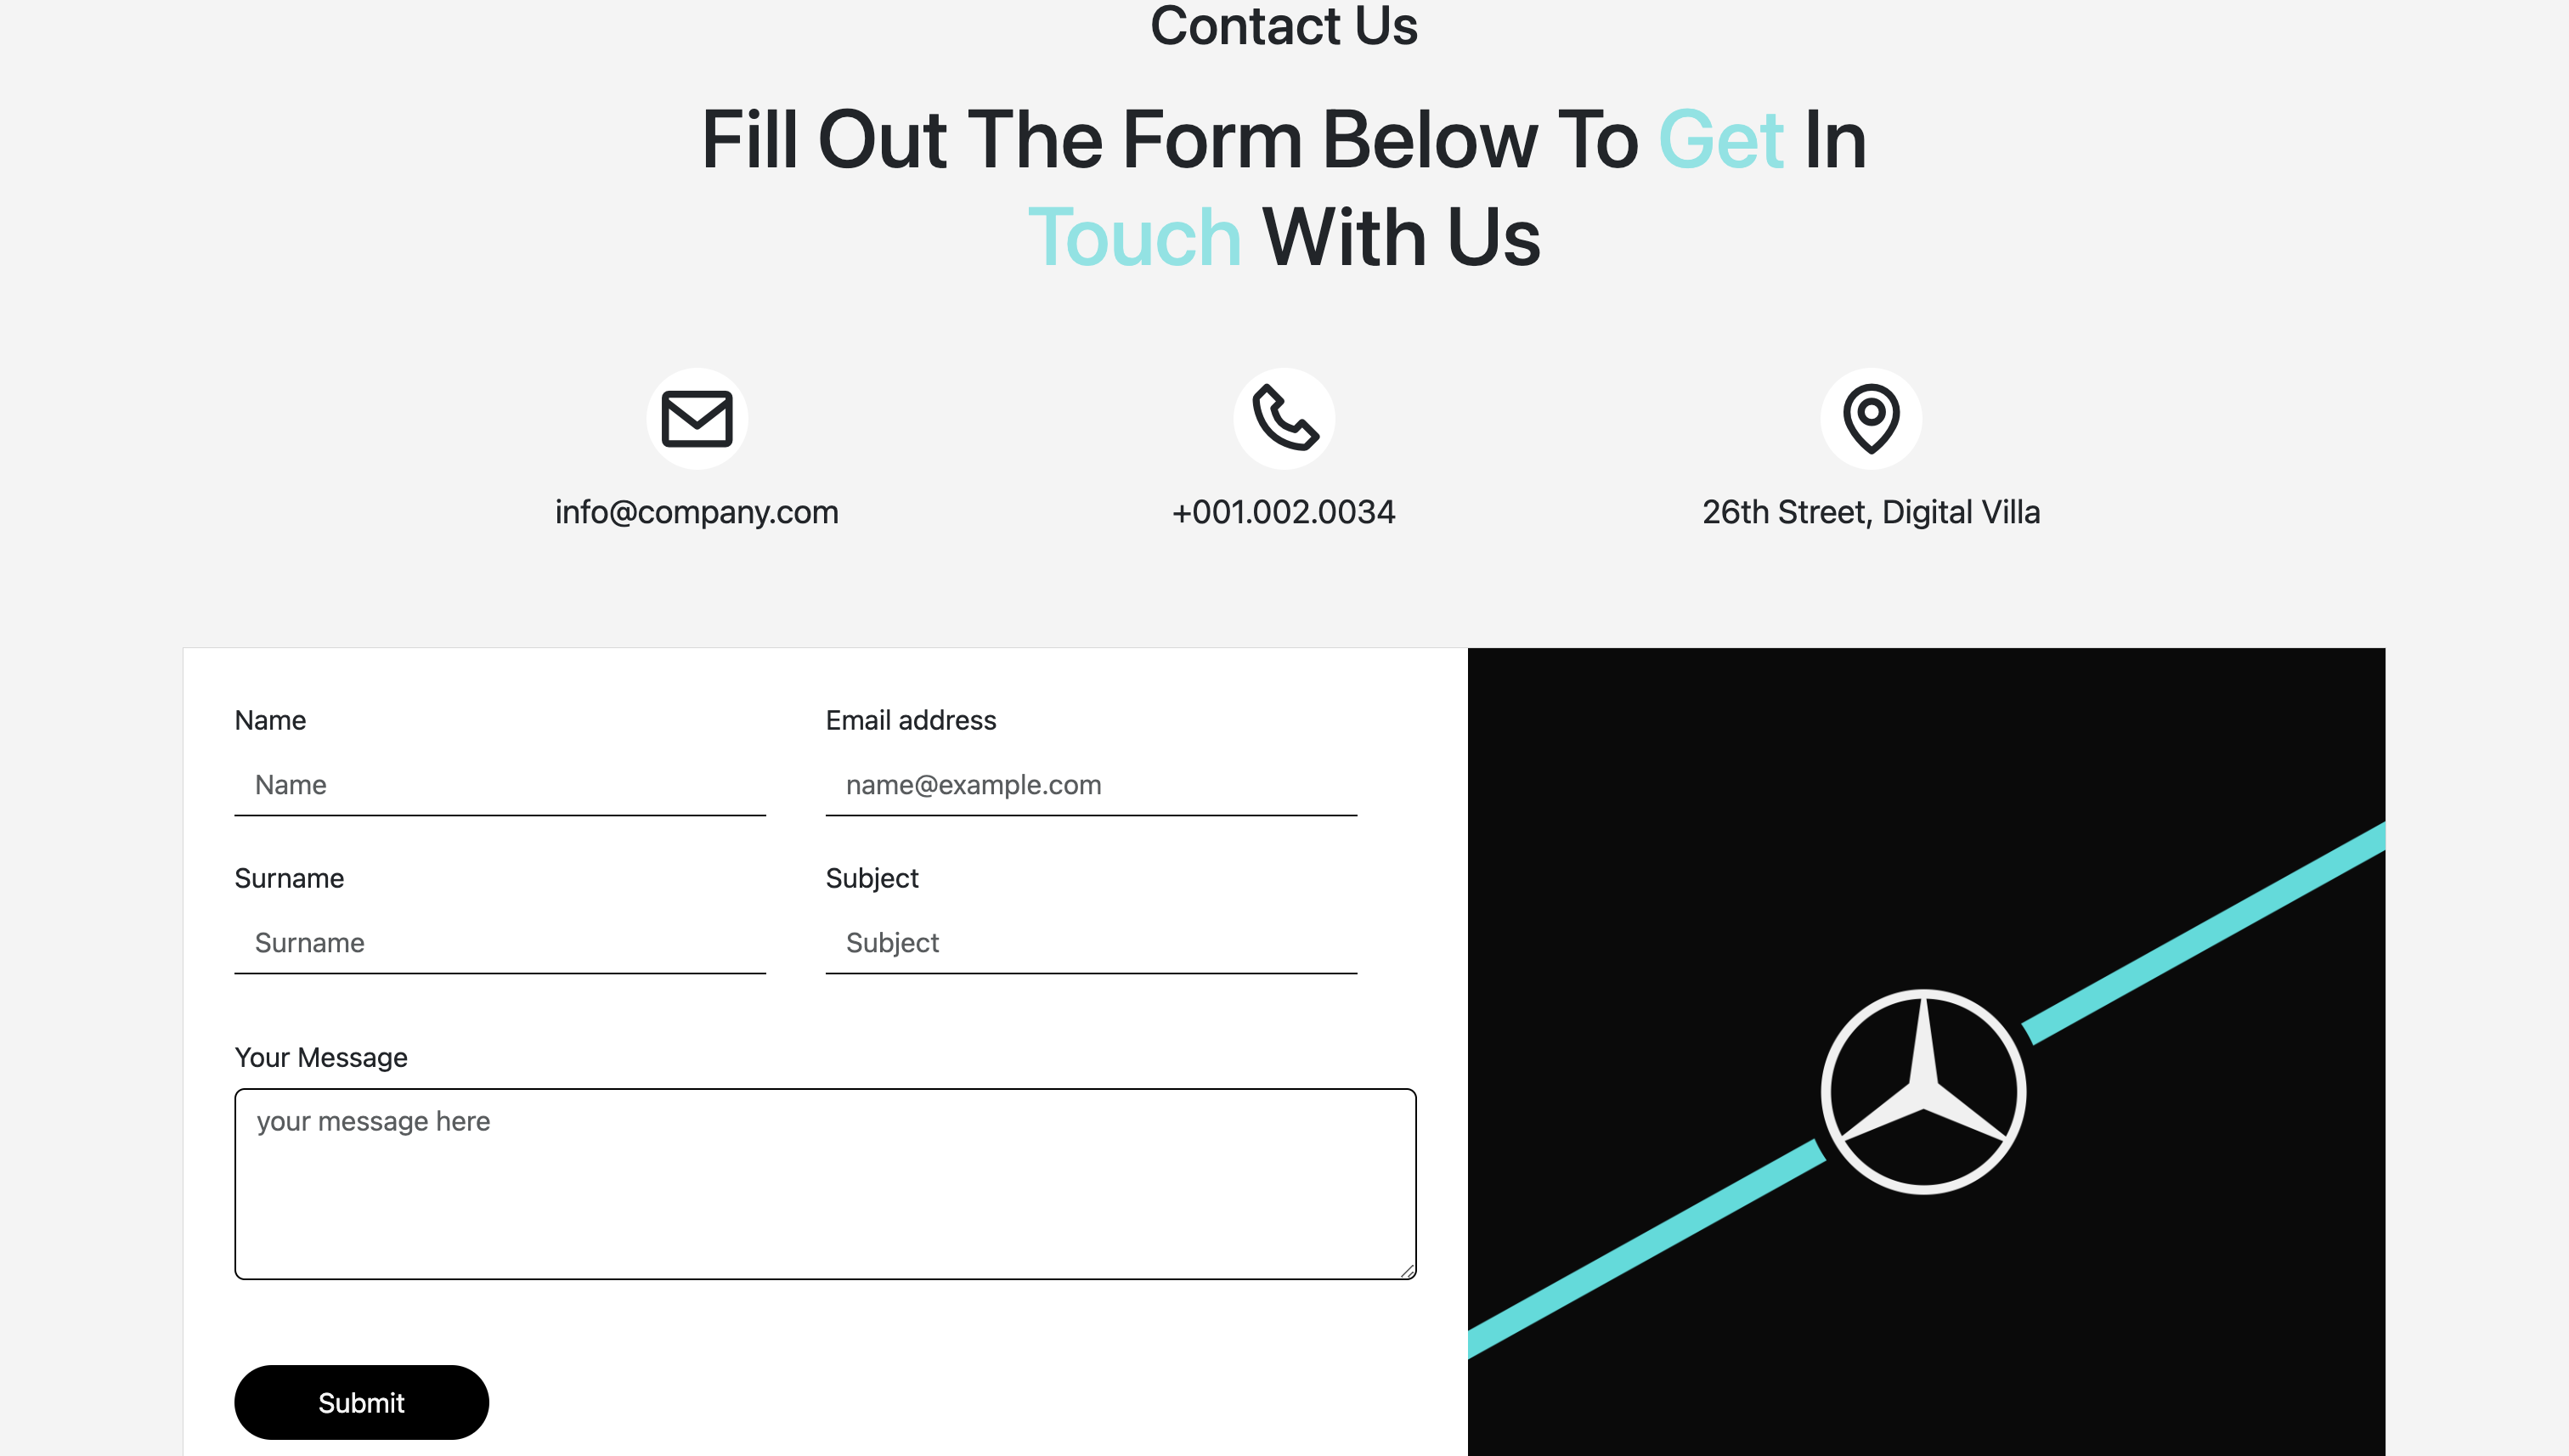 Contact Us
Fill Out The Form Below To Get In
Touch With Us
info@company.com
+001.002.0034
26th Street, Digital Villa
Name
Email address
Name
name@example.com
Surname
Subject
Surname
Subject
Your Message
your message here
Submit